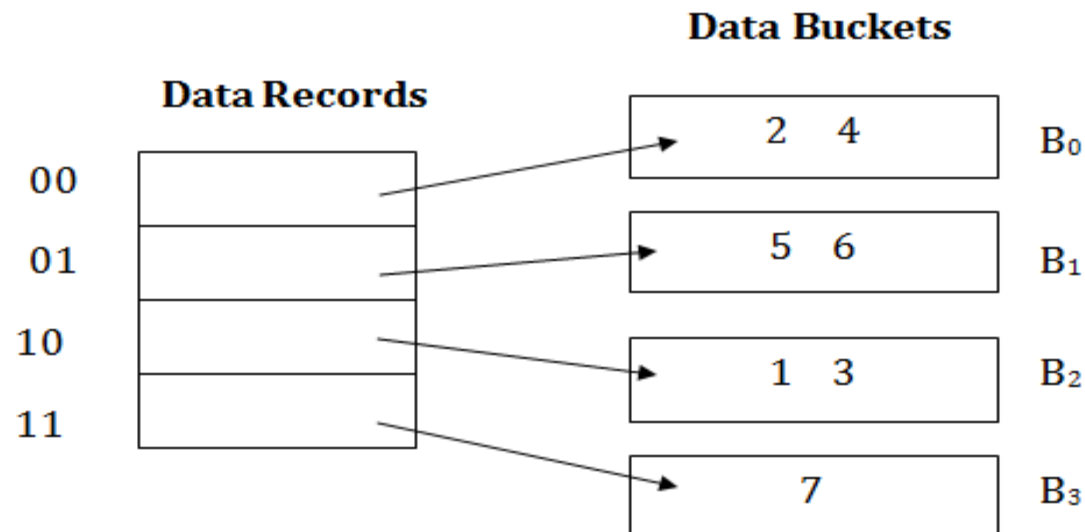 Data Buckets
Data Records
00
01
10
11
2 4 B₀
5 6 B₁
1 3 B₂
7 B₃